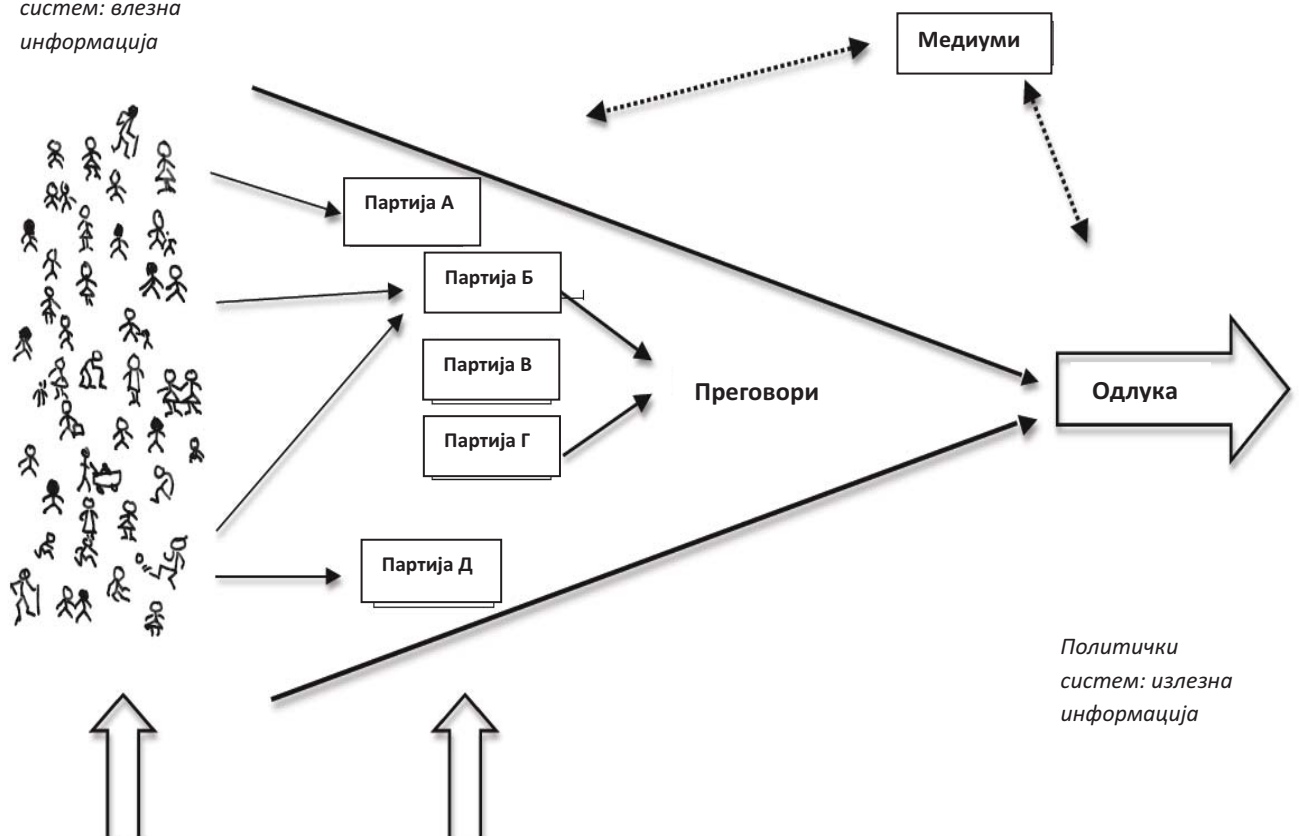 систем: влезна
информација
Медиуми
Партија А
Партија Б
Партија В
Преговори
Одлука
Партија Г
Партија Д
Политички
систем: излезна
информација